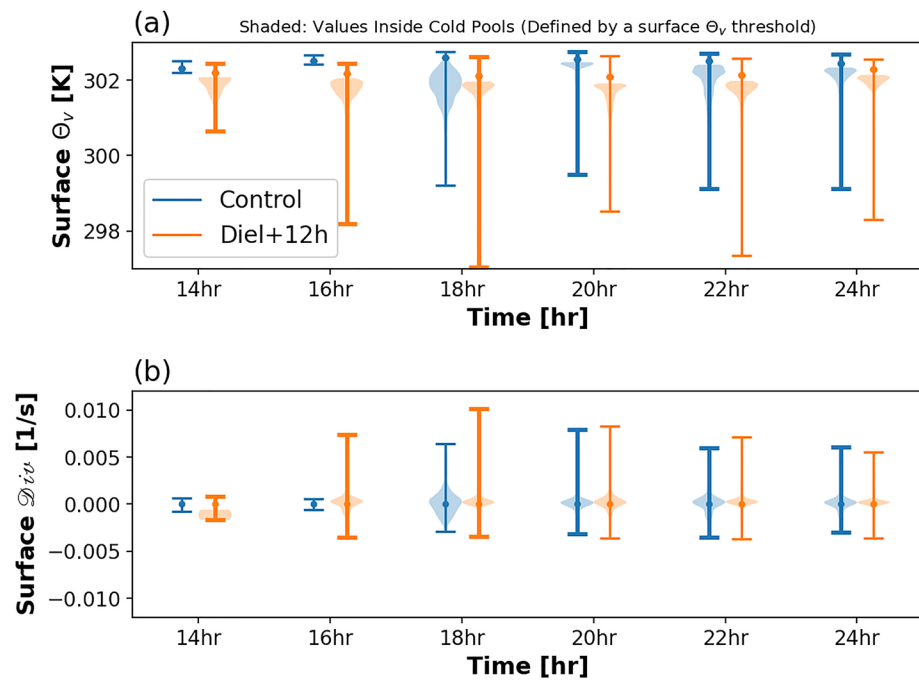 (a)
Shaded: Values Inside Cold Pools (Defined by a surface Θᵥ threshold)
Surface Θᵥ [K]
302
300
298
Control
Diel+12h
14hr 16hr 18hr 20hr 22hr 24hr
Time [hr]
(b)
Surface 𝒟𝒾𝓋 [1/s]
0.010
0.005
0.000
−0.005
−0.010
14hr 16hr 18hr 20hr 22hr 24hr
Time [hr]